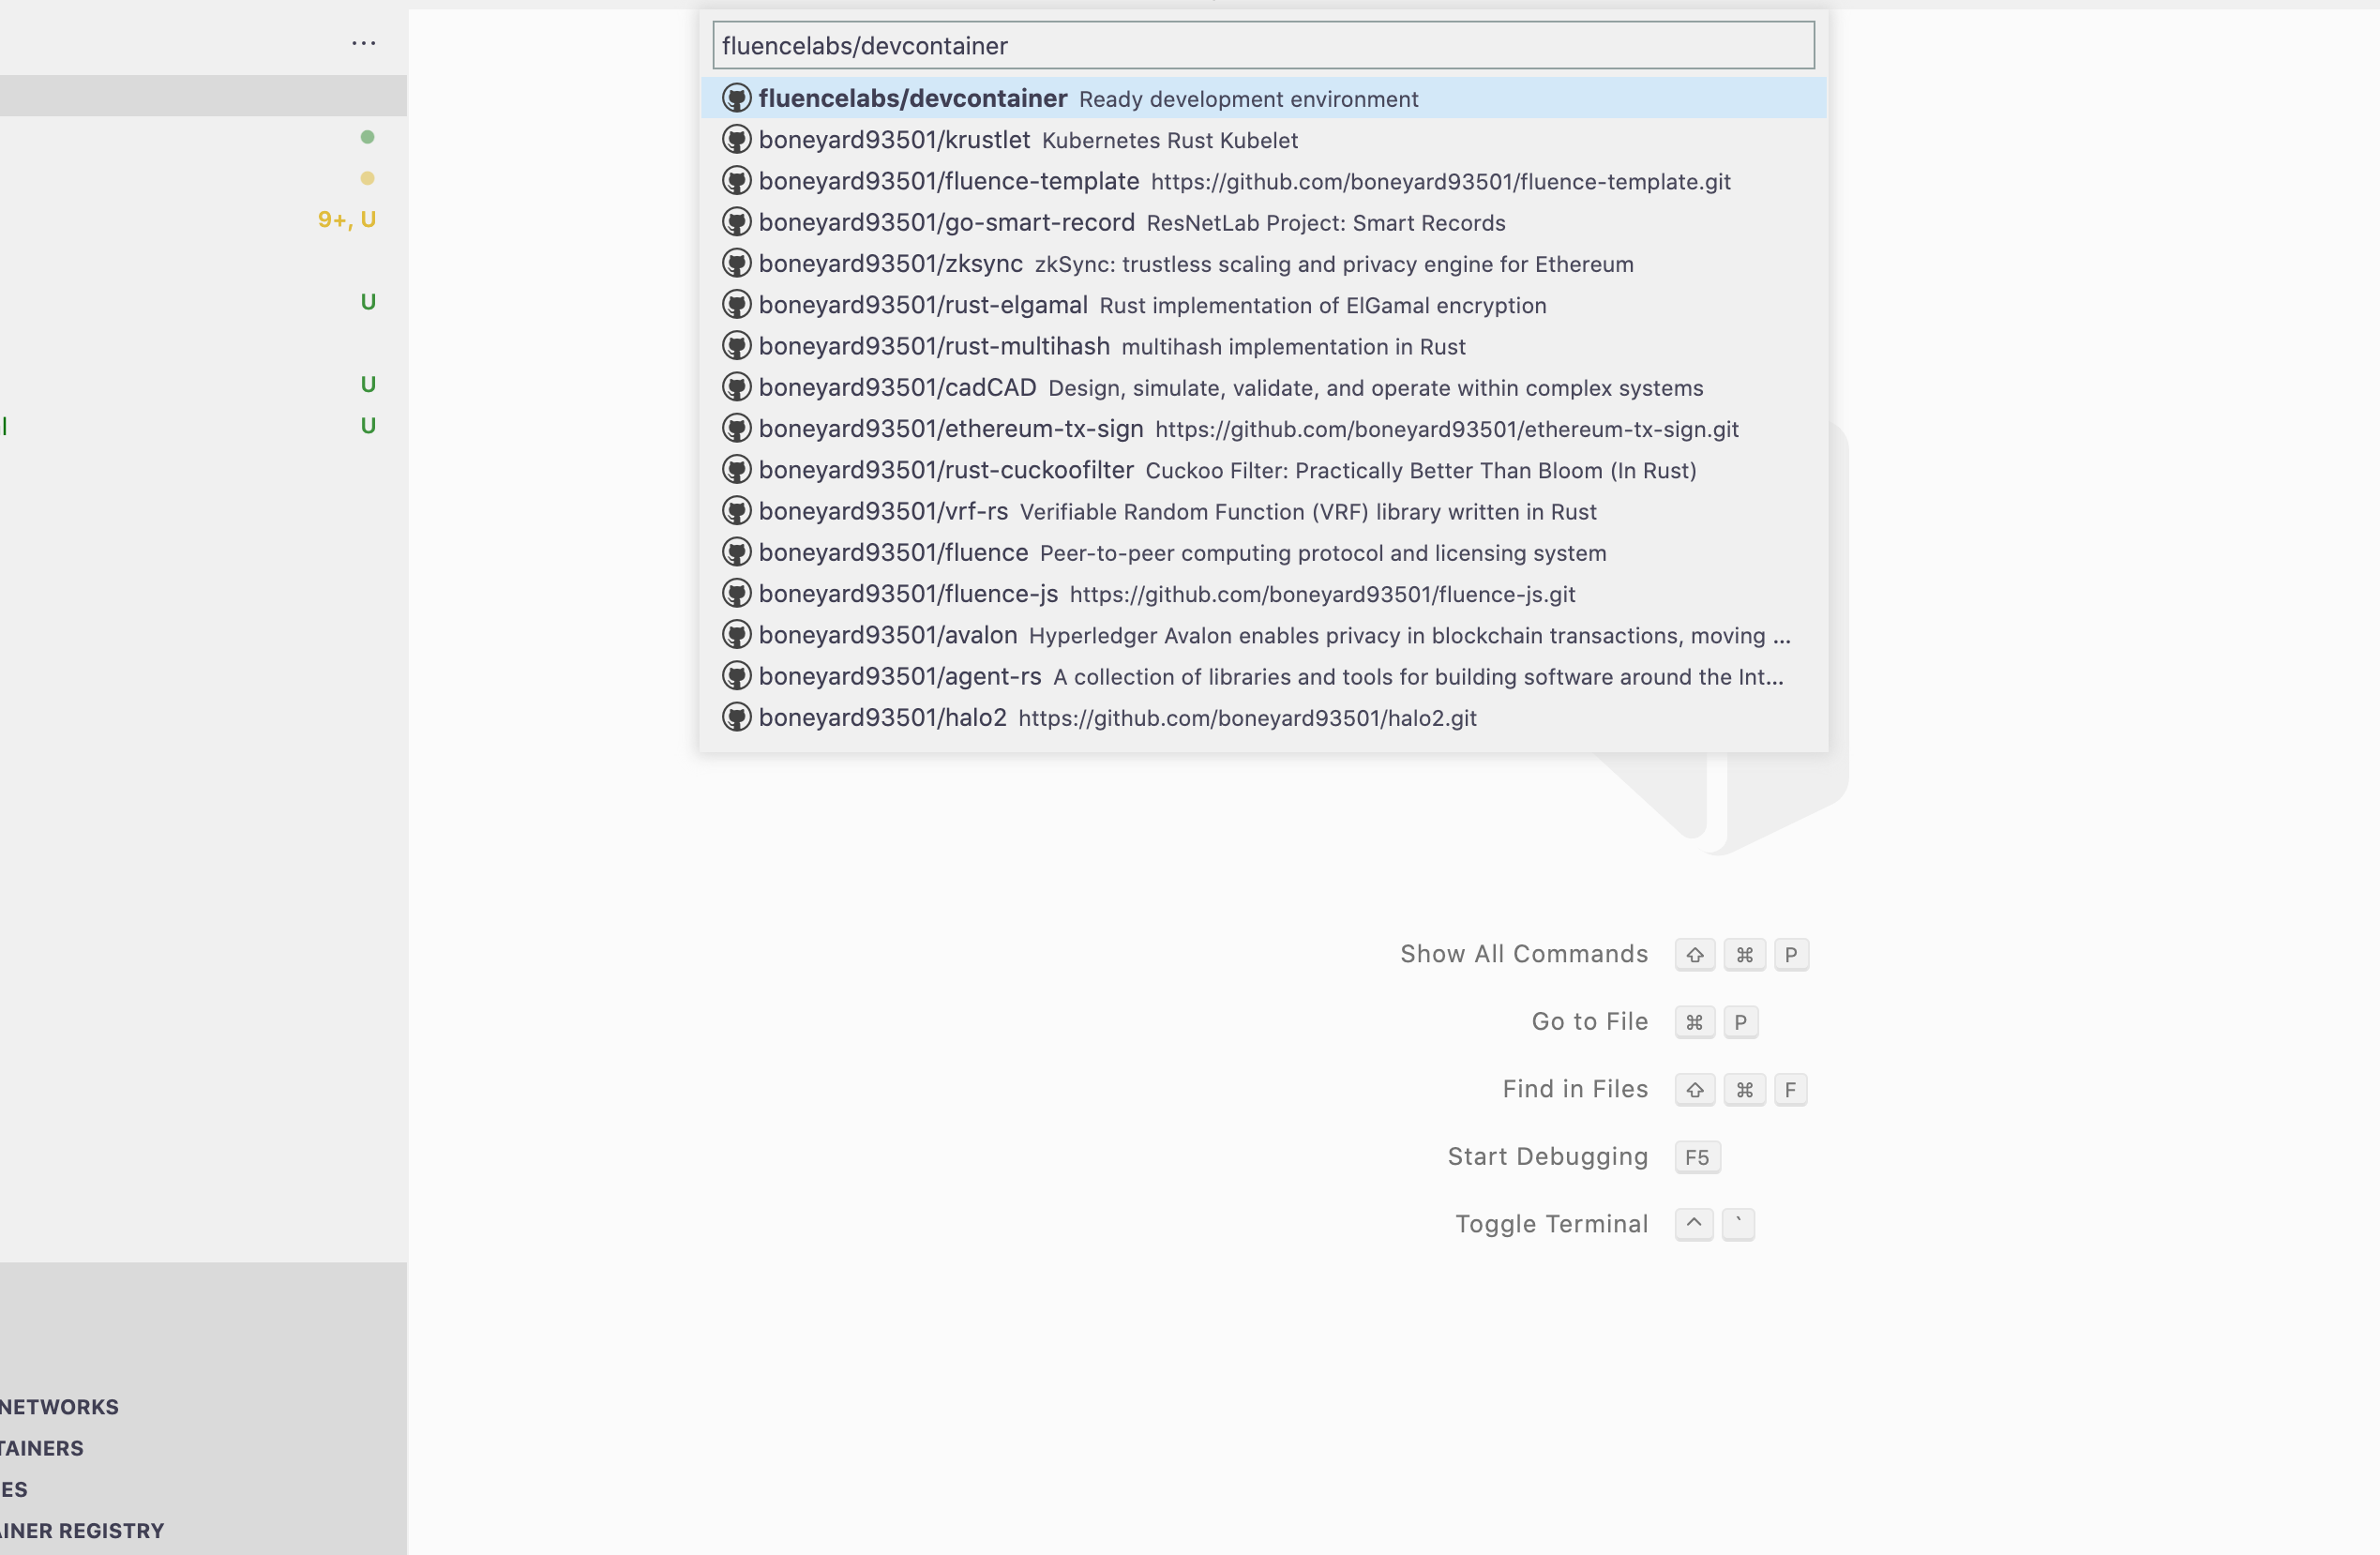 ...
fluencelabs/devcontainer
fluencelabs/devcontainer Ready development environment
boneyard93501/krustlet Kubernetes Rust Kubelet
boneyard93501/fluence-template https://github.com/boneyard93501/fluence-template.git
9+, U
boneyard93501/go-smart-record ResNetLab Project: Smart Records
boneyard93501/zksync zkSync: trustless scaling and privacy engine for Ethereum
U
boneyard93501/rust-elgamal Rust implementation of ElGamal encryption
boneyard93501/rust-multihash multihash implementation in Rust
U
boneyard93501/cadCAD Design, simulate, validate, and operate within complex systems
l U
boneyard93501/ethereum-tx-sign https://github.com/boneyard93501/ethereum-tx-sign.git
boneyard93501/rust-cuckoofilter Cuckoo Filter: Practically Better Than Bloom (In Rust)
boneyard93501/vrf-rs Verifiable Random Function (VRF) library written in Rust
boneyard93501/fluence Peer-to-peer computing protocol and licensing system
boneyard93501/fluence-js https://github.com/boneyard93501/fluence-js.git
boneyard93501/avalon Hyperledger Avalon enables privacy in blockchain transactions, moving ...
boneyard93501/agent-rs A collection of libraries and tools for building software around the Int...
boneyard93501/halo2 https://github.com/boneyard93501/halo2.git
Show All Commands ⇧ ⌘ P
Go to File ⌘ P
Find in Files ⇧ ⌘ F
Start Debugging F5
Toggle Terminal ^ `
NETWORKS
TAINERS
ES
AINER REGISTRY